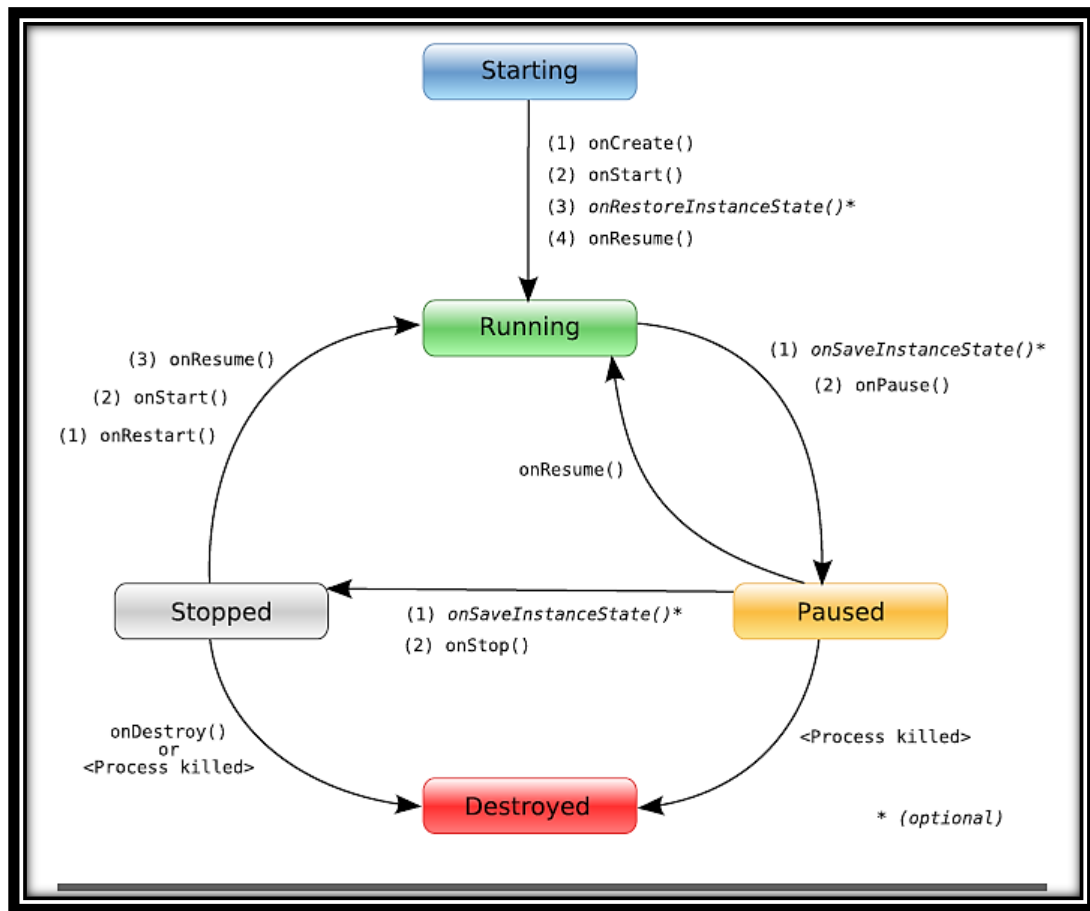 Starting
(1) onCreate()
(2) onStart()
(3) onRestoreInstanceState()*
(4) onResume()
Running
(3) onResume()
(2) onStart()
(1) onRestart()
(1) onSaveInstanceState()*
(2) onPause()
onResume()
Stopped
(1) onSaveInstanceState()*
(2) onStop()
Paused
onDestroy()
or
<Process killed>
<Process killed>
Destroyed
* (optional)